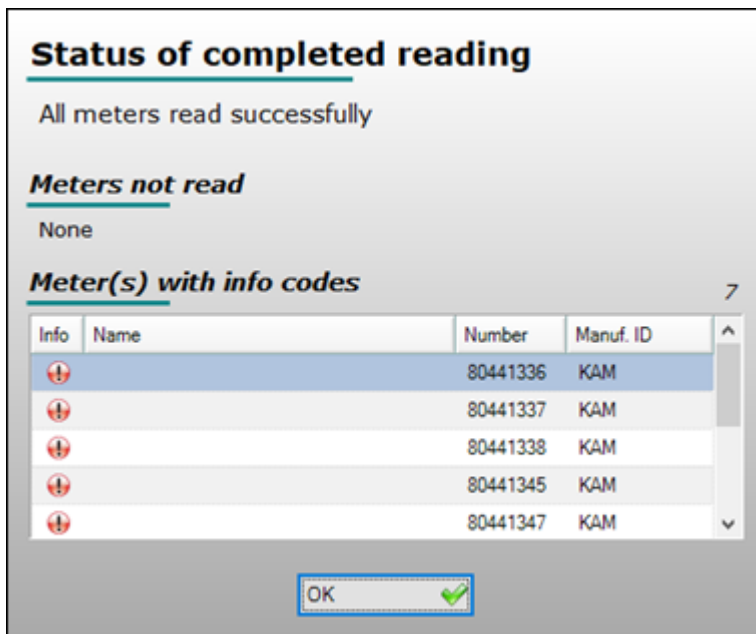 Status of completed reading
All meters read successfully
Meters not read
None
Meter(s) with info codes 7
Info Name Number Manuf. ID
80441336 KAM
80441337 KAM
80441338 KAM
80441345 KAM
80441347 KAM
OK